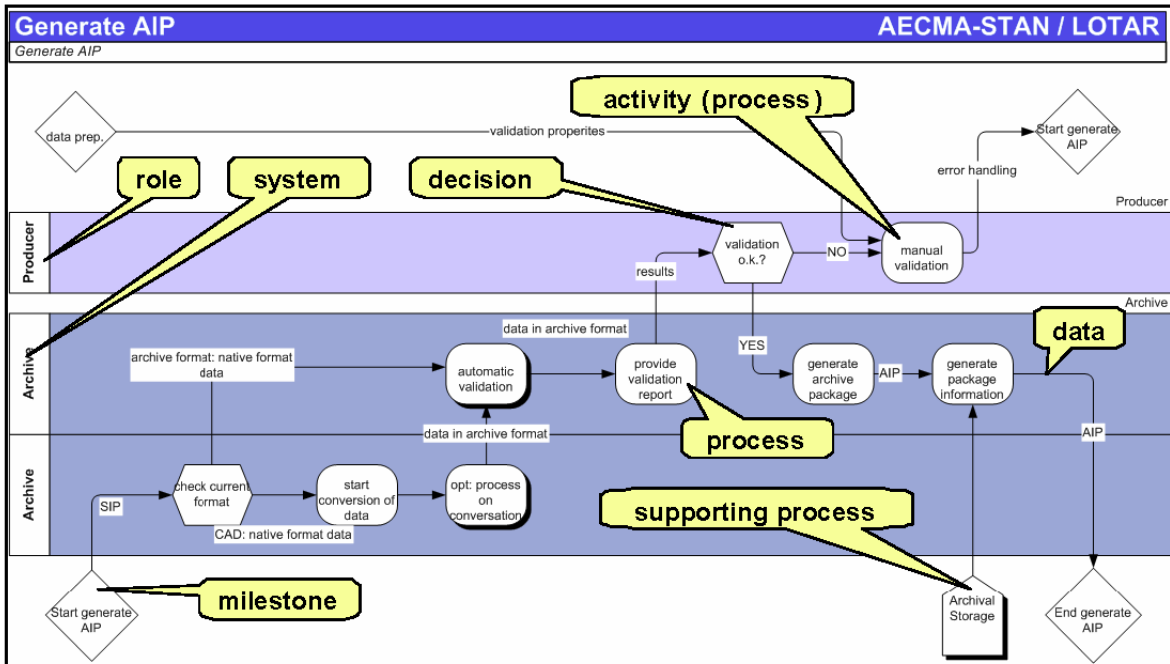 Generate AIP
AECMA-STAN / LOTAR
Generate AIP
activity (process)
data prep.
validation properites
Start generate
AIP
role
system
decision
error handling
Producer
Producer
validation
o.k.?
NO
manual
validation
results
Archive
data in archive format
data
Archive
archive format: native format
data
automatic
validation
provide
validation
report
YES
generate
archive
package
AIP
generate
package
information
data in archive format
process
AIP
Archive
SIP
check current
format
start
conversion of
data
opt: process
on
conversation
CAD: native format data
supporting process
milestone
Start generate
AIP
Archival
Storage
End generate
AIP